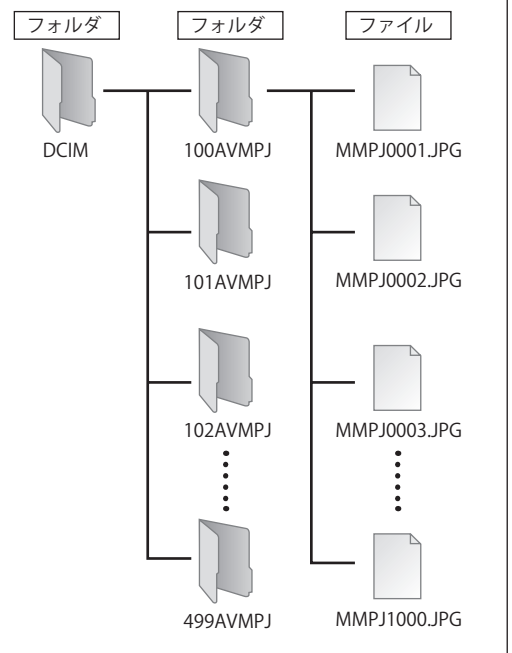 フォルダ フォルダ ファイル
DCIM 100AVMPJ MMPJ0001.JPG
101AVMPJ MMPJ0002.JPG
102AVMPJ MMPJ0003.JPG
499AVMPJ MMPJ1000.JPG